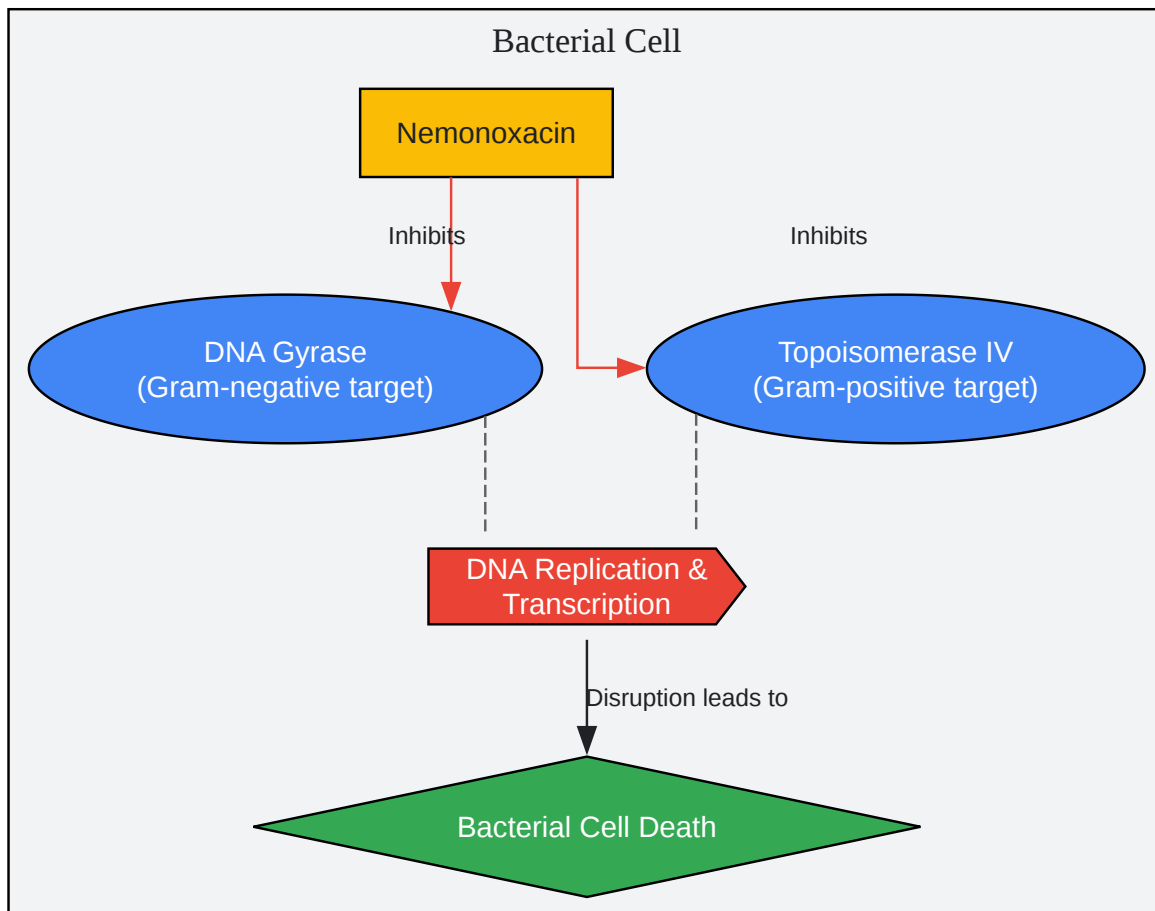 Bacterial Cell
Nemonoxacin
Inhibits
Inhibits
DNA Gyrase
(Gram-negative target)
Topoisomerase IV
(Gram-positive target)
DNA Replication &
Transcription
Disruption leads to
Bacterial Cell Death